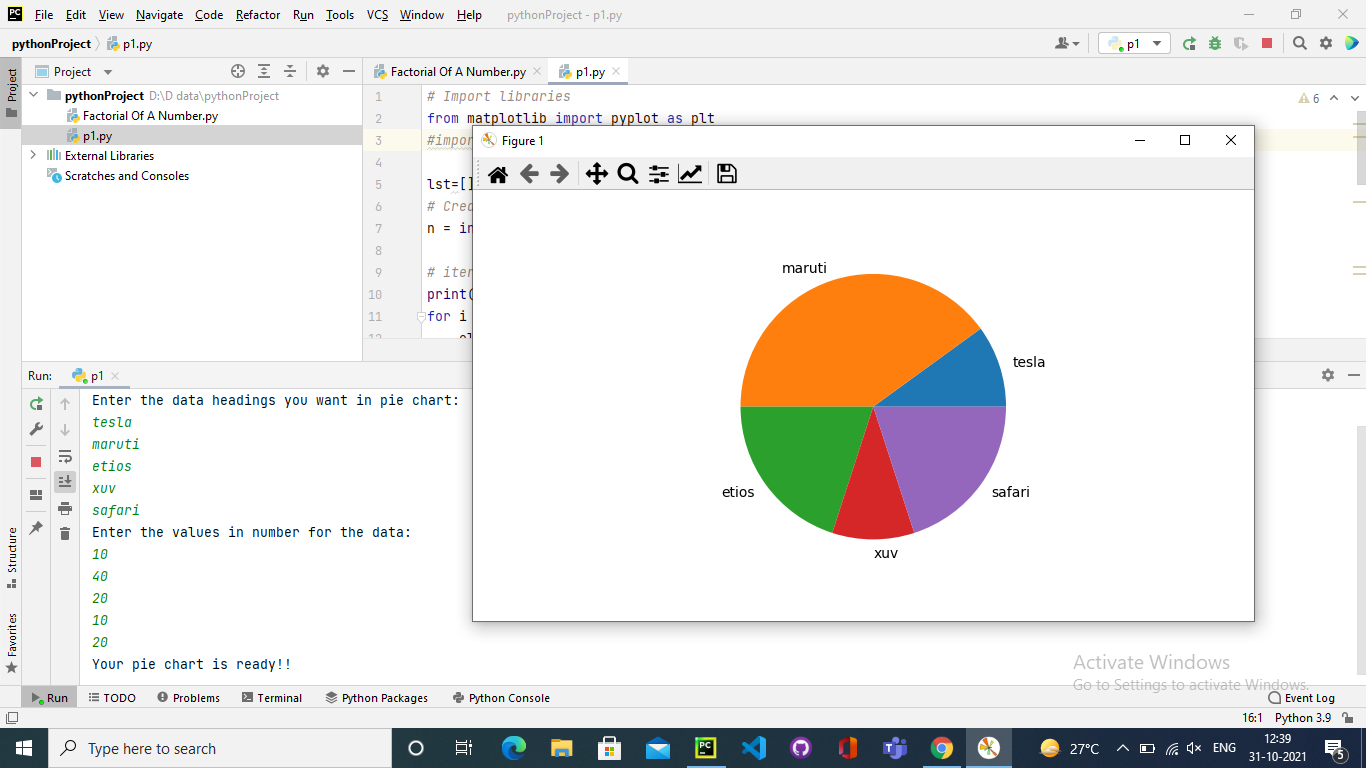 File Edit View Navigate Code Refactor Run Tools VCS Window Help pythonProject - p1.py
pythonProject p1.py
p1
Project
Project
Factorial Of A Number.py
p1.py
pythonProject D:\D data\pythonProject
Factorial Of A Number.py
p1.py
External Libraries
Scratches and Consoles
1 # Import libraries
2 from matplotlib import pyplot as plt
3 #impor
4
5 lst=[]
6 # Crea
7 n = in
8
9 # iter
10 print(
11 for i
12 el
6
Figure 1
maruti
tesla
etios
safari
xuv
Run: p1
Enter the data headings you want in pie chart:
tesla
maruti
etios
xuv
safari
Enter the values in number for the data:
10
40
20
10
20
Your pie chart is ready!!
Structure
Favorites
Activate Windows
Go to Settings to activate Windows.
Run TODO Problems Terminal Python Packages Python Console Event Log
16:1 Python 3.9
Type here to search
PC
27°C
ENG
12:39
31-10-2021
5